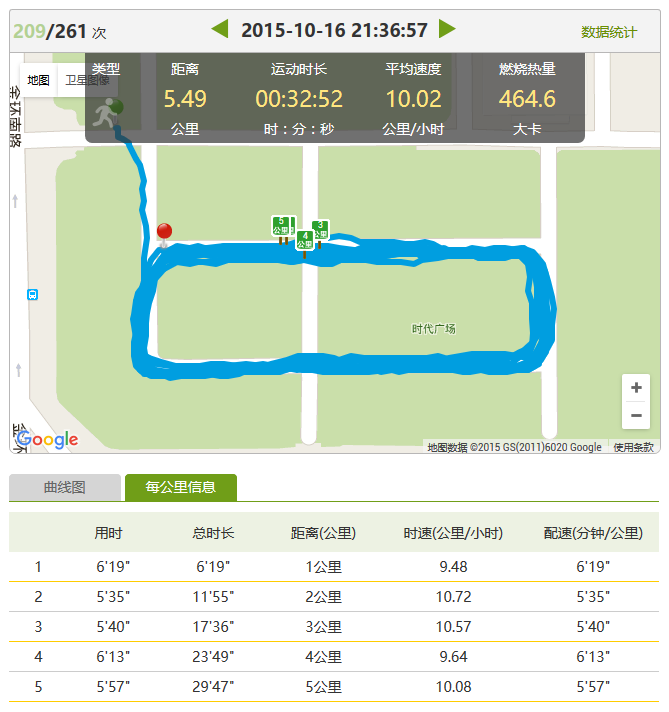 209/261 次 2015-10-16 21:36:57 数据统计
地图 卫星图像
类型 距离 运动时长 平均速度 燃烧热量
5.49 00:32:52 10.02 464.6
公里 时：分：秒 公里/小时 大卡
金环南路
5 公里
4 公里
3 公里
时代广场
+
−
Google
地图数据 ©2015 GS(2011)6020 Google 使用条款
曲线图 每公里信息
用时 总时长 距离(公里) 时速(公里/小时) 配速(分钟/公里)
1 6'19" 6'19" 1公里 9.48 6'19"
2 5'35" 11'55" 2公里 10.72 5'35"
3 5'40" 17'36" 3公里 10.57 5'40"
4 6'13" 23'49" 4公里 9.64 6'13"
5 5'57" 29'47" 5公里 10.08 5'57"